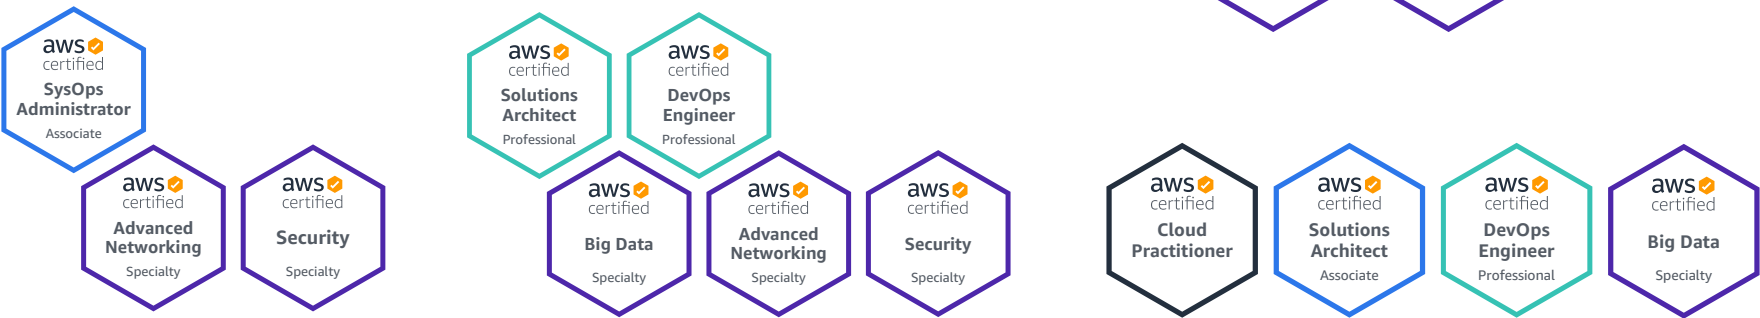 aws
certified
SysOps
Administrator
Associate
aws
certified
Advanced
Networking
Specialty
aws
certified
Security
Specialty
aws
certified
Solutions
Architect
Professional
aws
certified
DevOps
Engineer
Professional
aws
certified
Big Data
Specialty
aws
certified
Advanced
Networking
Specialty
aws
certified
Security
Specialty
aws
certified
Cloud
Practitioner
aws
certified
Solutions
Architect
Associate
aws
certified
DevOps
Engineer
Professional
aws
certified
Big Data
Specialty